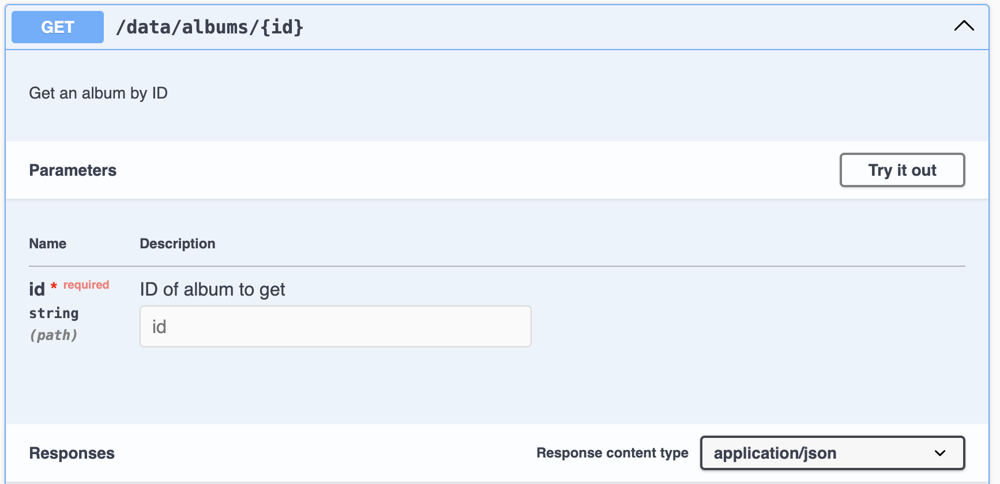 GET /data/albums/{id}
Get an album by ID
Parameters
Try it out
Name Description
id * required
string
(path)
ID of album to get
id
Responses
Response content type application/json